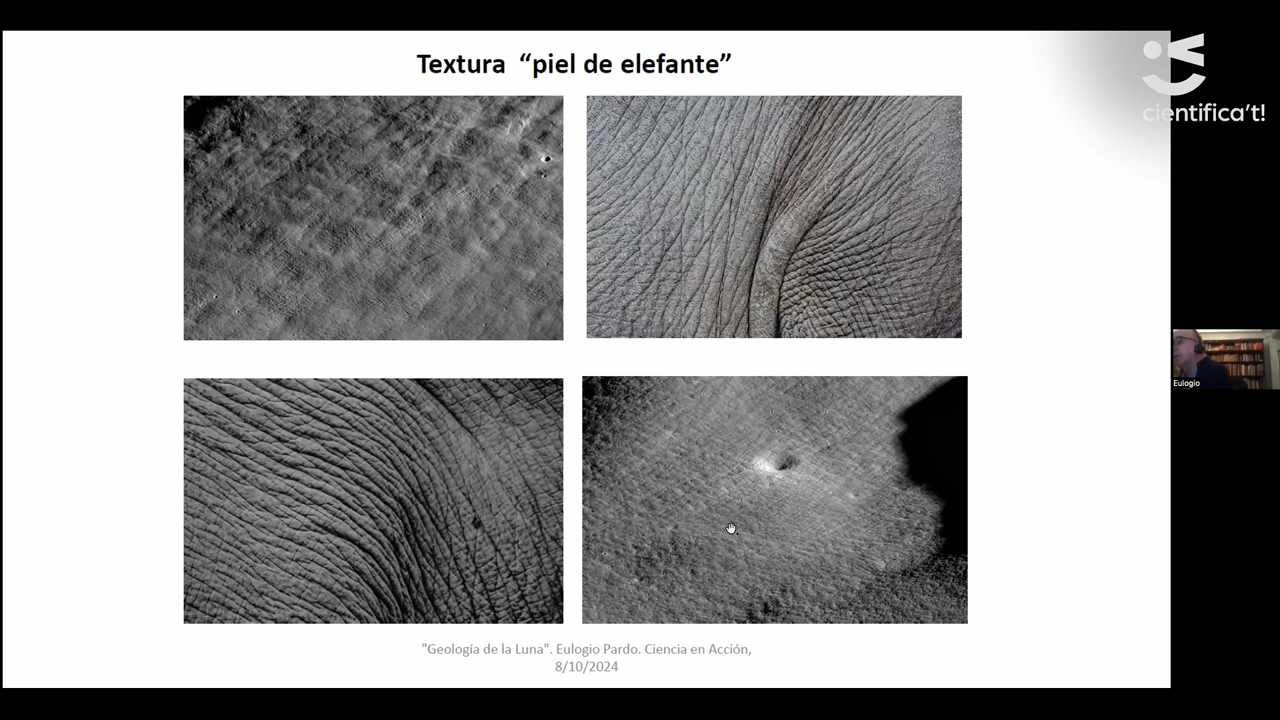 Textura “piel de elefante”
cientifica't!
Eulogio
"Geología de la Luna". Eulogio Pardo. Ciencia en Acción,
8/10/2024